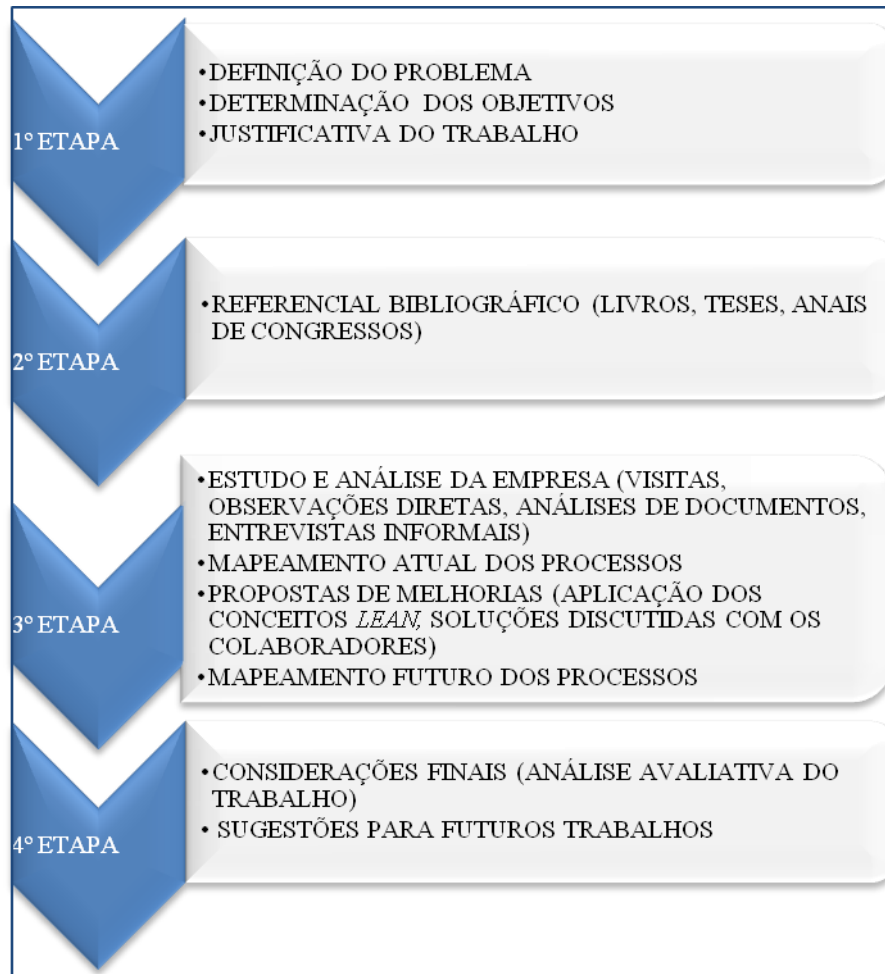 1º ETAPA
•DEFINIÇÃO DO PROBLEMA
•DETERMINAÇÃO DOS OBJETIVOS
•JUSTIFICATIVA DO TRABALHO
2º ETAPA
•REFERENCIAL BIBLIOGRÁFICO (LIVROS, TESES, ANAIS
DE CONGRESSOS)
3º ETAPA
•ESTUDO E ANÁLISE DA EMPRESA (VISITAS,
OBSERVAÇÕES DIRETAS, ANÁLISES DE DOCUMENTOS,
ENTREVISTAS INFORMAIS)
•MAPEAMENTO ATUAL DOS PROCESSOS
•PROPOSTAS DE MELHORIAS (APLICAÇÃO DOS
CONCEITOS LEAN, SOLUÇÕES DISCUTIDAS COM OS
COLABORADORES)
•MAPEAMENTO FUTURO DOS PROCESSOS
4º ETAPA
•CONSIDERAÇÕES FINAIS (ANÁLISE AVALIATIVA DO
TRABALHO)
• SUGESTÕES PARA FUTUROS TRABALHOS